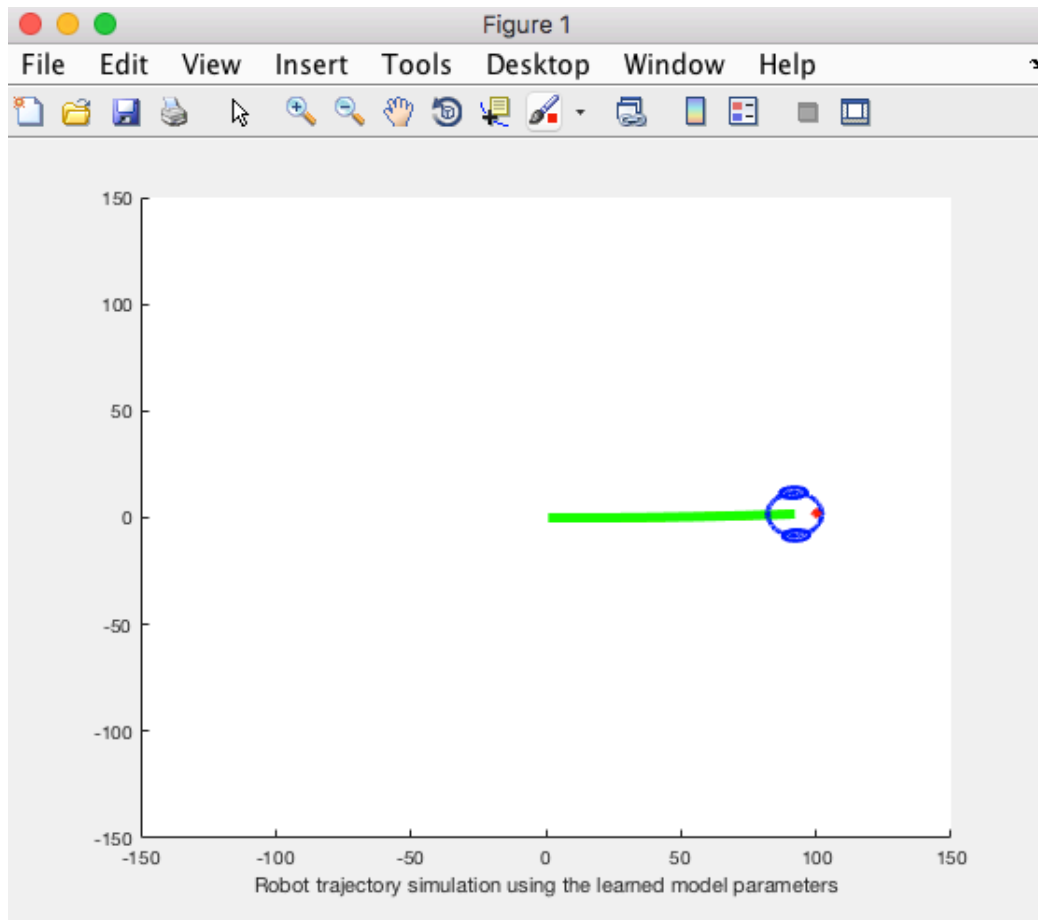 Figure 1
File Edit View Insert Tools Desktop Window Help
150
100
50
0
-50
-100
-150
-150 -100 -50 0 50 100 150
Robot trajectory simulation using the learned model parameters